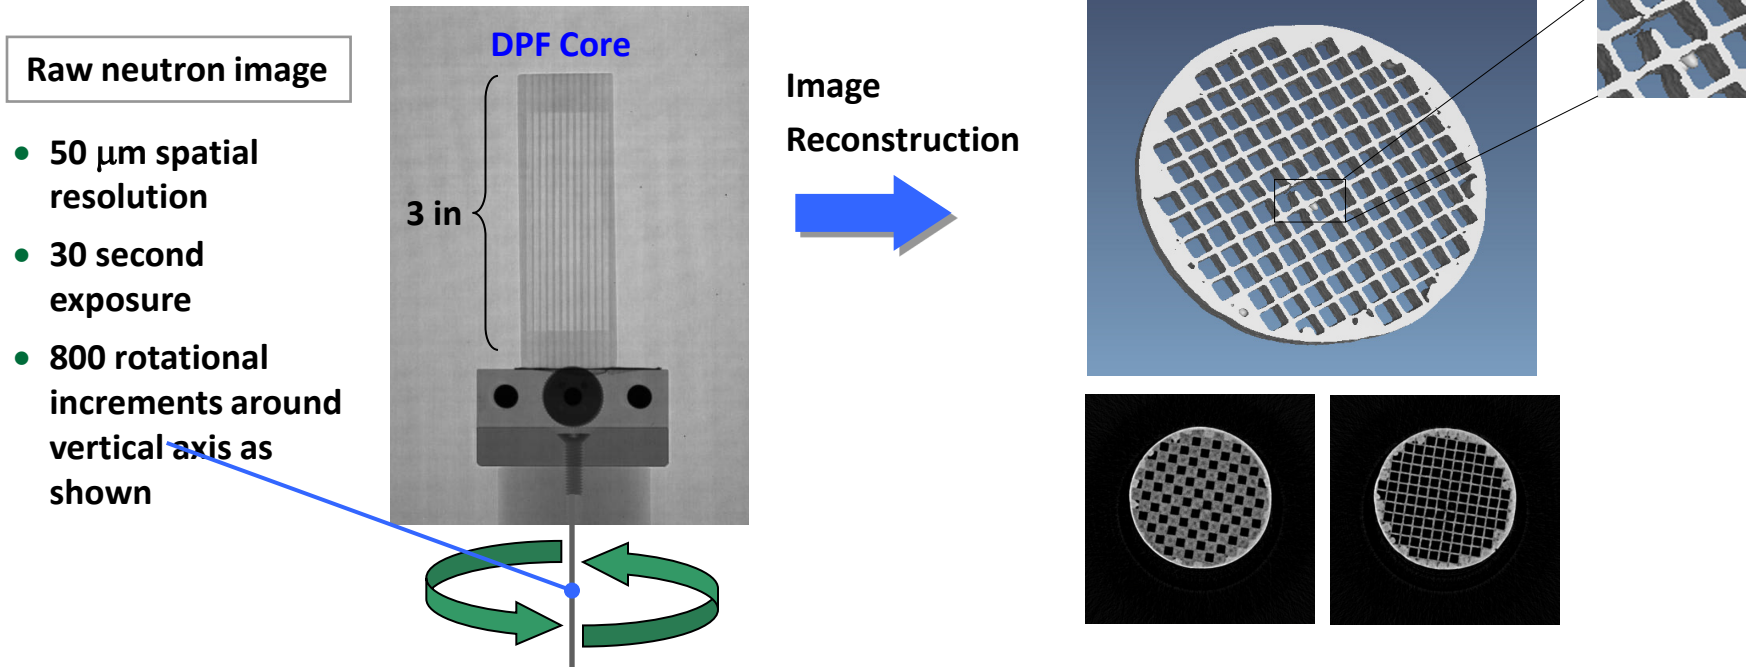 Raw neutron image
• 50 μm spatial
resolution
• 30 second
exposure
• 800 rotational
increments around
vertical axis as
shown
DPF Core
3 in
Image
Reconstruction